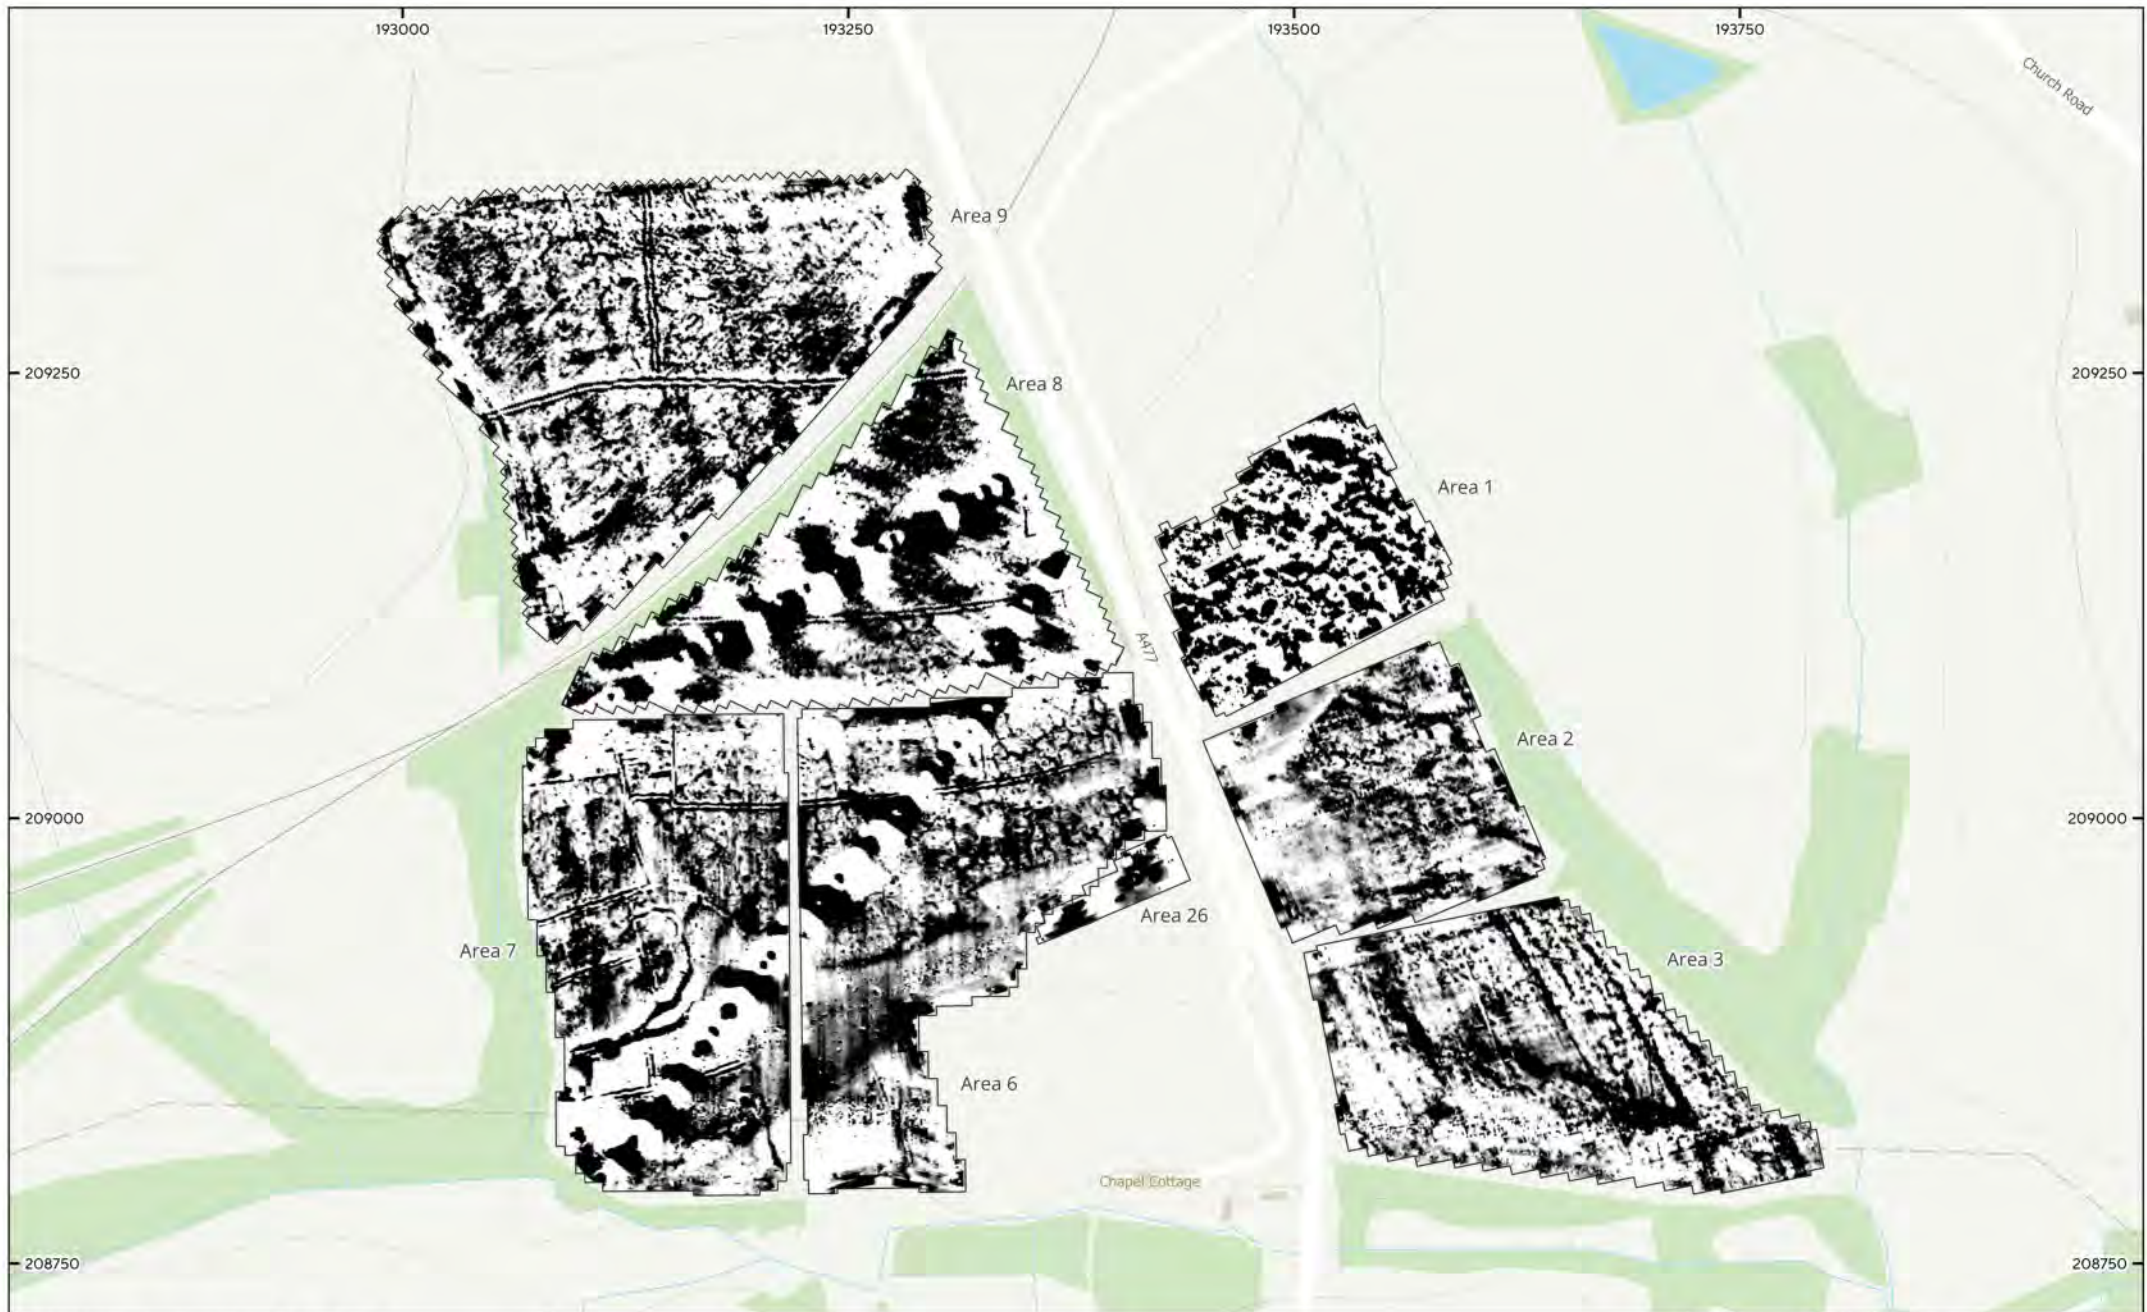 193000
193250
193500
193750
Church Road
Area 9
209250
Area 8
209250
Area 1
A477
Area 2
209000
209000
Area 26
Area 7
Area 3
Area 6
Chapel Cottage
208750
208750